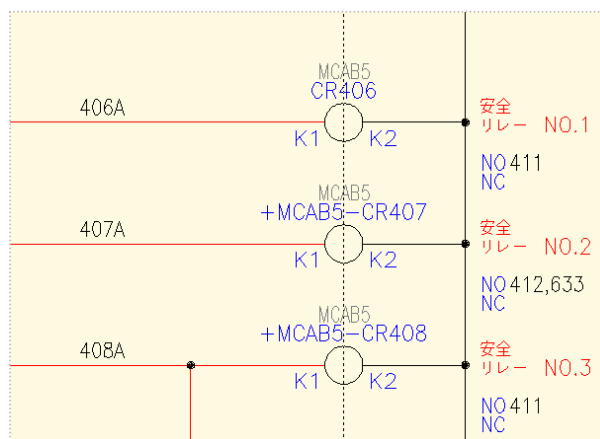 MCAB5
CR406
406A
K1 K2
安全
リレー NO.1
NO 411
NC
MCAB5
+MCAB5-CR407
407A
K1 K2
安全
リレー NO.2
NO 412,633
NC
MCAB5
+MCAB5-CR408
408A
K1 K2
安全
リレー NO.3
NO 411
NC